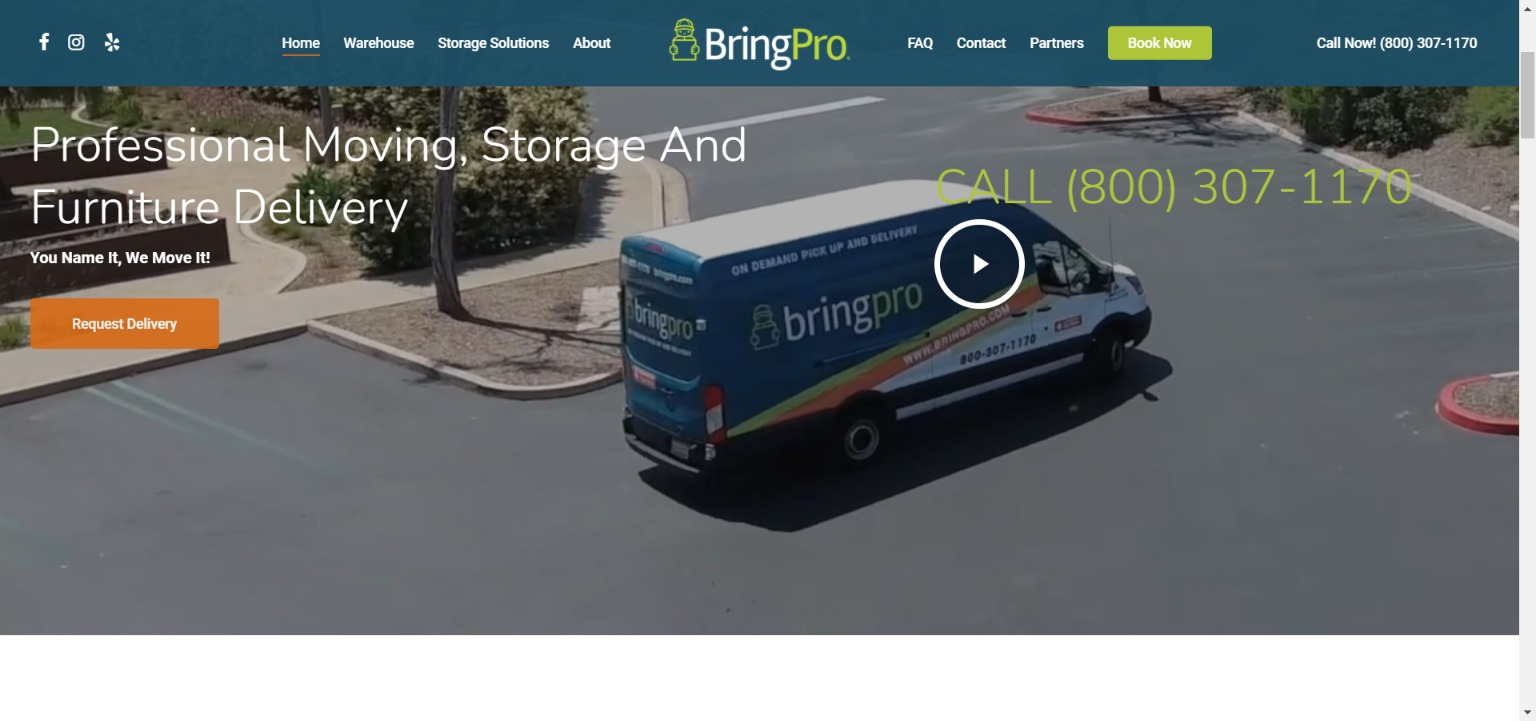 Home
Warehouse
Storage Solutions
About
BringPro
FAQ
Contact
Partners
Book Now
Call Now! (800) 307-1170
Professional Moving, Storage And
Furniture Delivery
You Name It, We Move It!
Request Delivery
CALL (800) 307-1170
ON DEMAND PICK UP AND DELIVERY
bringpro.com
bringpro
bringpro
WWW.BRINGPRO.COM
800-307-1170